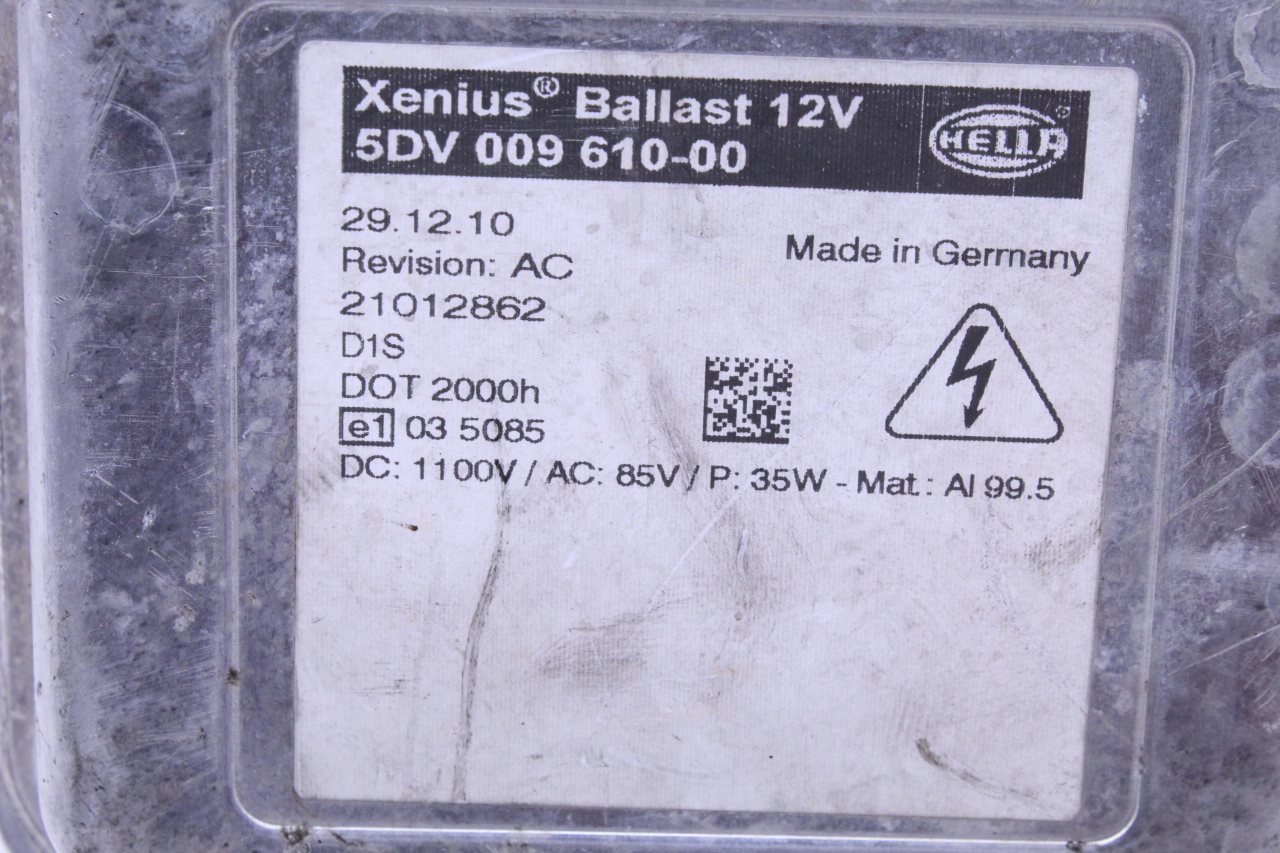 Xenius® Ballast 12V
5DV 009 610-00
HELLA
29.12.10
Made in Germany
Revision: AC
21012862
D1S
DOT 2000h
e1 03 5085
DC: 1100V / AC: 85V / P: 35W - Mat.: Al 99.5